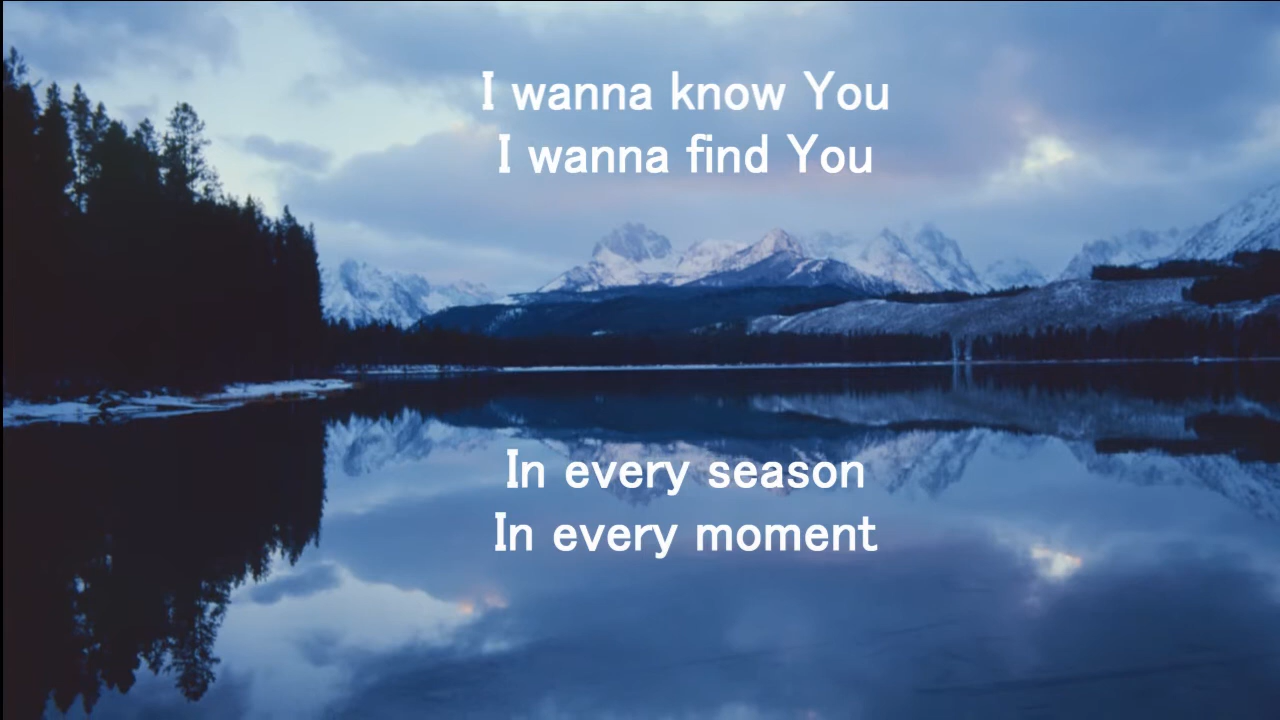 I wanna know You
I wanna find You
In every season
In every moment